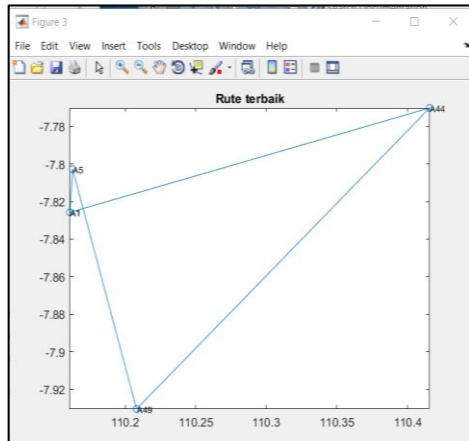 Figure 3
File Edit View Insert Tools Desktop Window Help
Rute terbaik
-7.78
-7.8
-7.82
-7.84
-7.86
-7.88
-7.9
-7.92
A44
A5
A1
A49
110.2 110.25 110.3 110.35 110.4